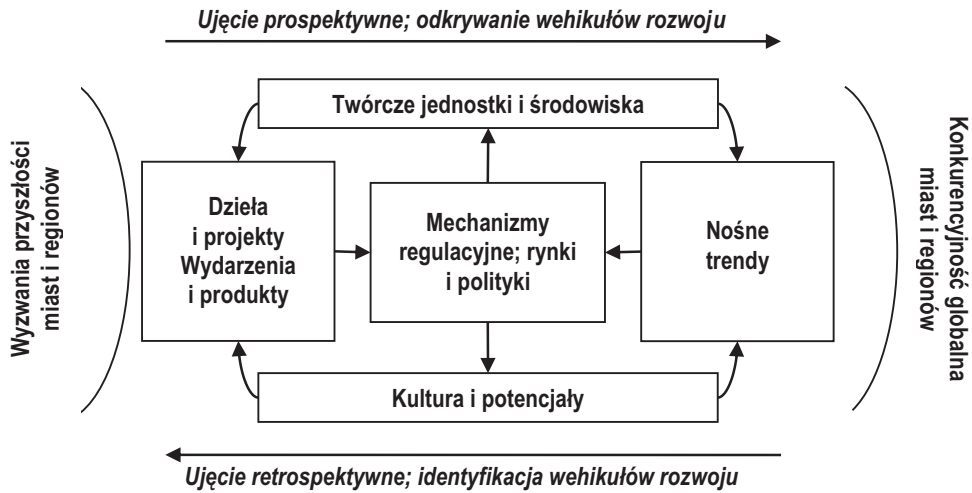 Ujęcie prospektywne; odkrywanie wehikułów rozwoju
Twórcze jednostki i środowiska
Wyzwania przyszłości
miast i regionów
Dzieła
i projekty
Wydarzenia
i produkty
Mechanizmy
regulacyjne; rynki
i polityki
Nośne
trendy
Konkurencyjność globalna
miast i regionów
Kultura i potencjały
Ujęcie retrospektywne; identyfikacja wehikułów rozwoju